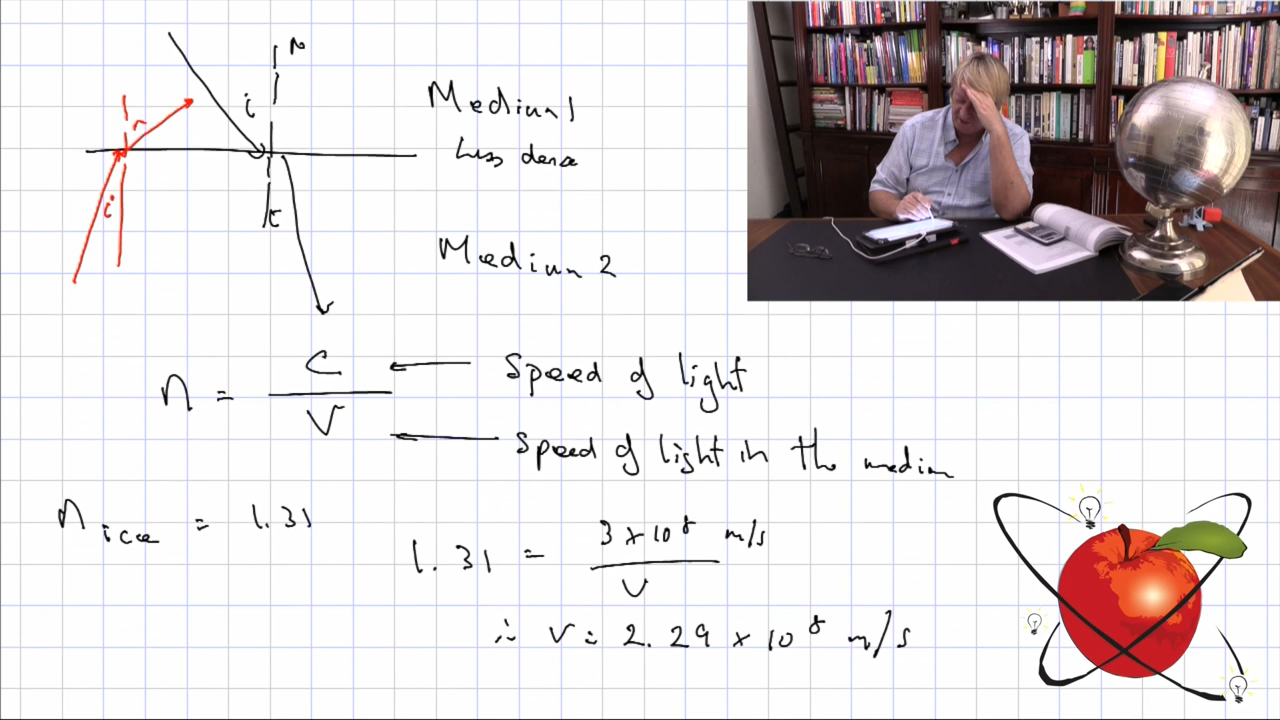 N
i
r
i
r
Medium 1
Less dense
Medium 2
n = c / v
Speed of light
Speed of light in the medium
n ice = 1.31
1.31 = 3 × 10⁸ m/s / v
∴ v = 2.29 × 10⁸ m/s